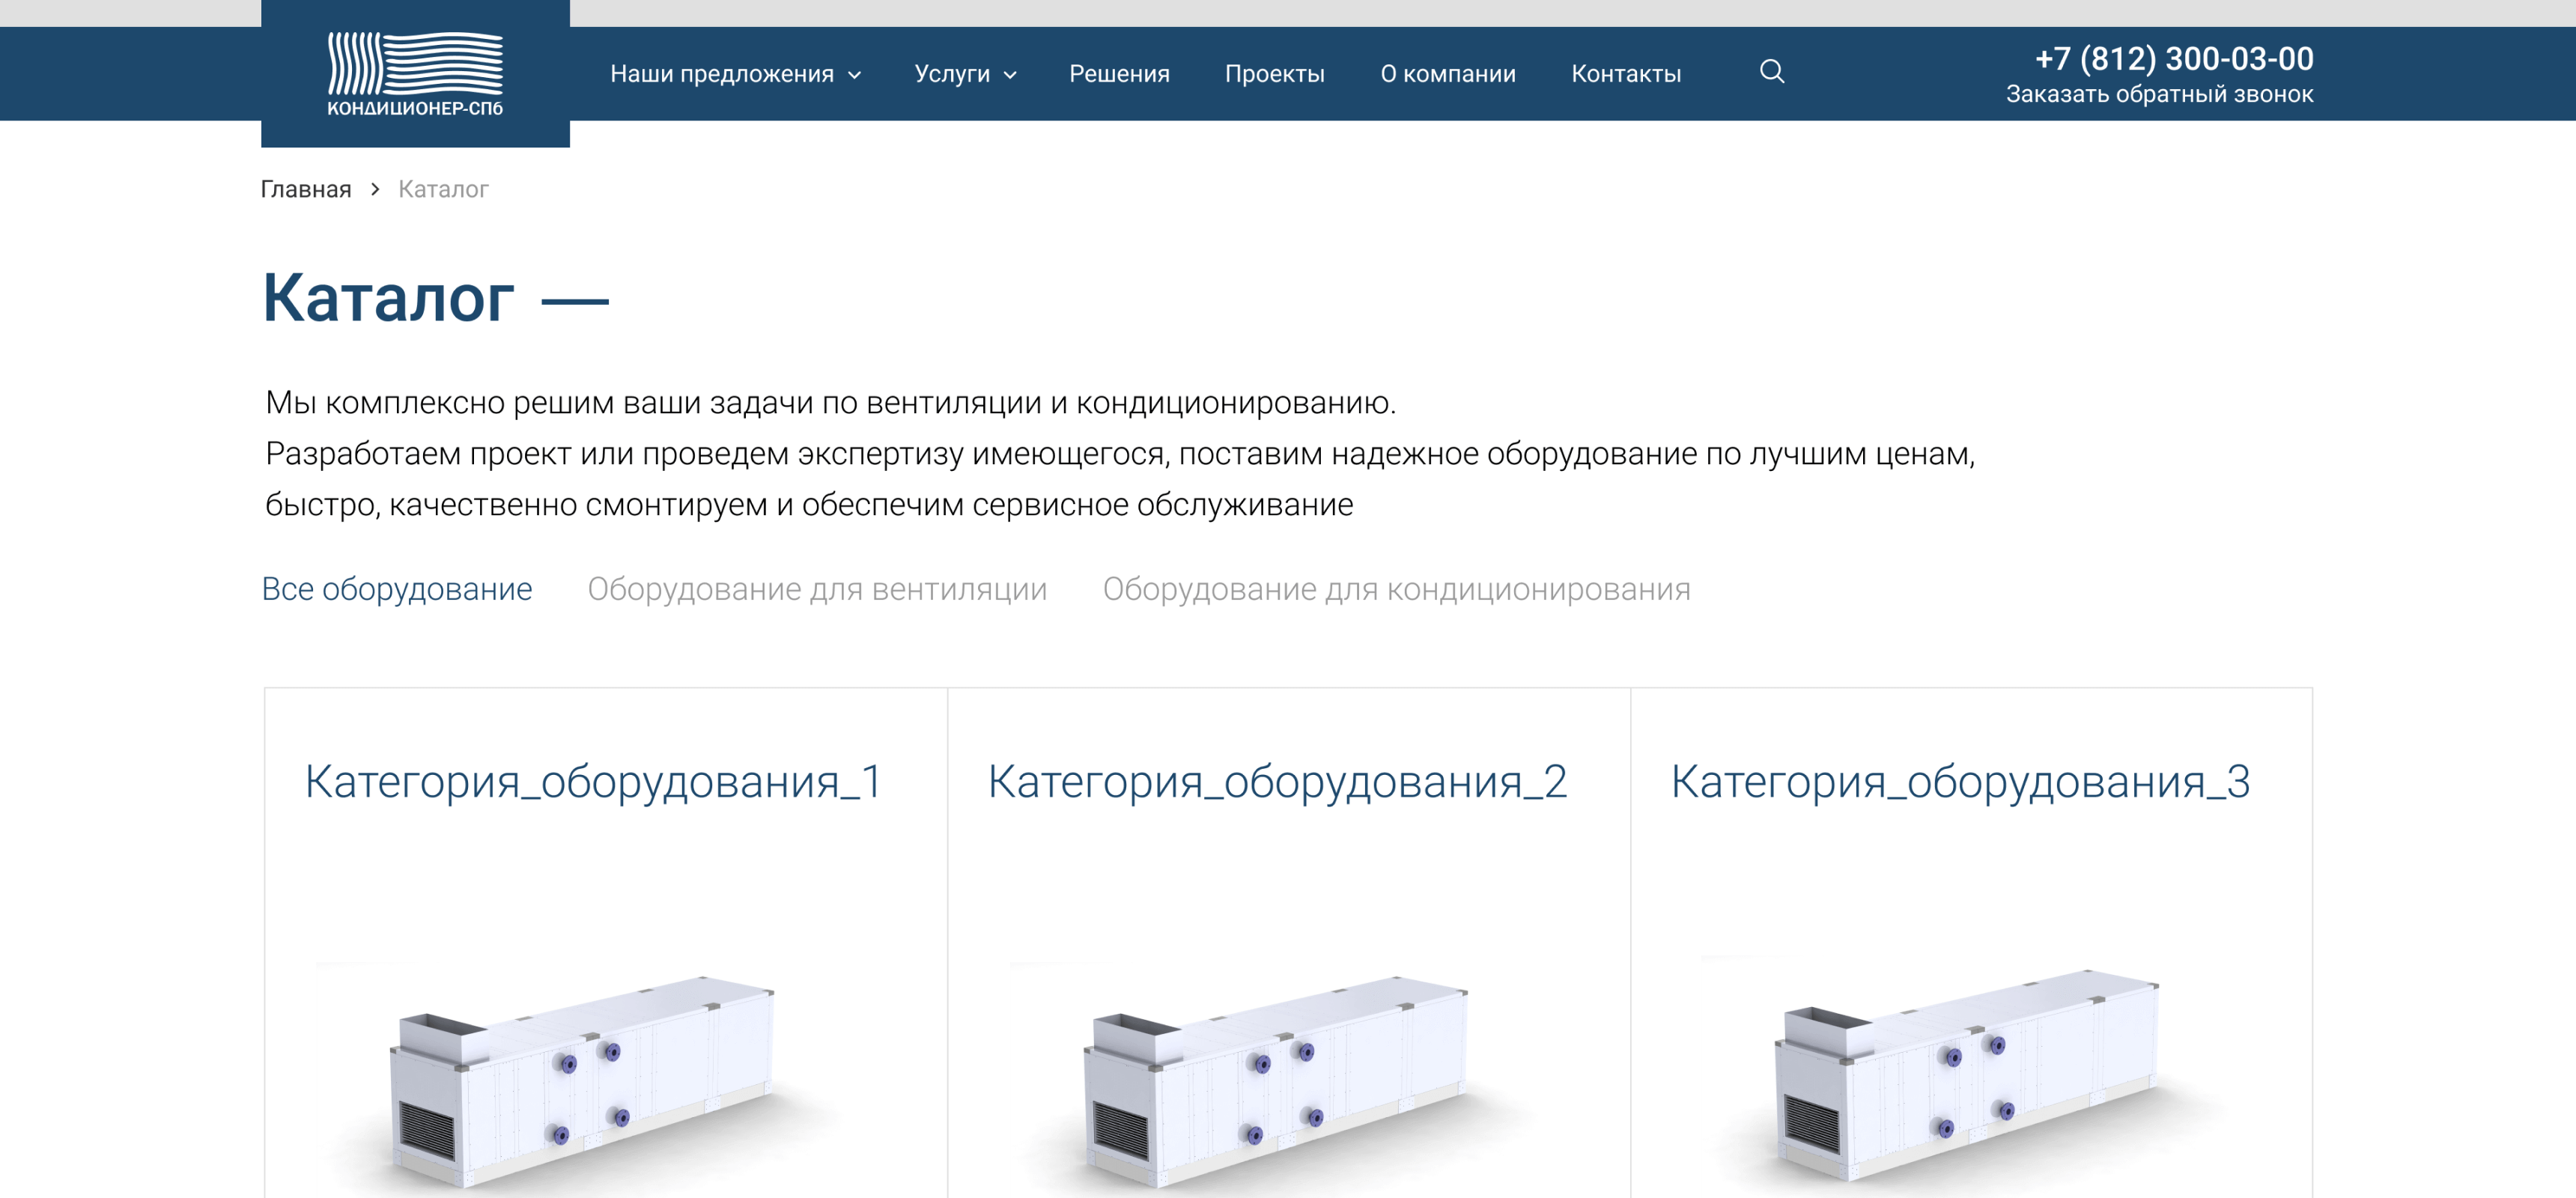 КОНДИЦИОНЕР-СПб
Наши предложения
Услуги
Решения
Проекты
О компании
Контакты
+7 (812) 300-03-00
Заказать обратный звонок
Главная > Каталог
Каталог —
Мы комплексно решим ваши задачи по вентиляции и кондиционированию.
Разработаем проект или проведем экспертизу имеющегося, поставим надежное оборудование по лучшим ценам,
быстро, качественно смонтируем и обеспечим сервисное обслуживание
Все оборудование
Оборудование для вентиляции
Оборудование для кондиционирования
Категория_оборудования_1
Категория_оборудования_2
Категория_оборудования_3